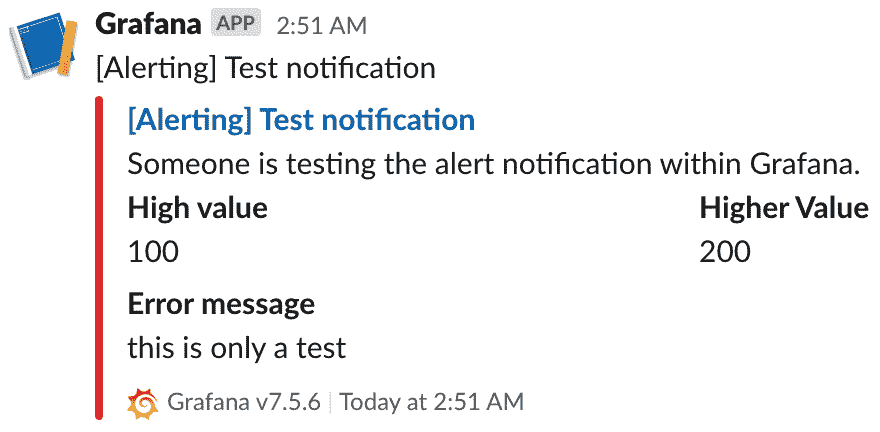 Grafana APP 2:51 AM
[Alerting] Test notification
[Alerting] Test notification
Someone is testing the alert notification within Grafana.
High value Higher Value
100 200
Error message
this is only a test
Grafana v7.5.6 | Today at 2:51 AM